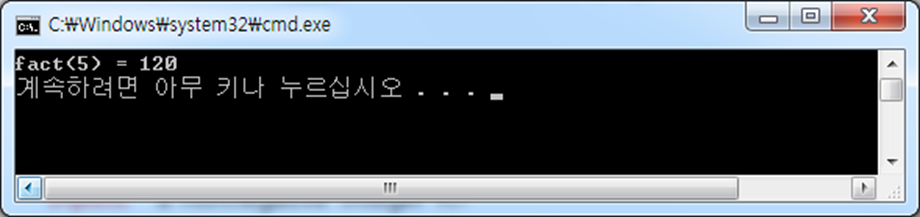 C:₩Windows₩system32₩cmd.exe
fact(5) = 120
계속하려면 아무 키나 누르십시오 . . .